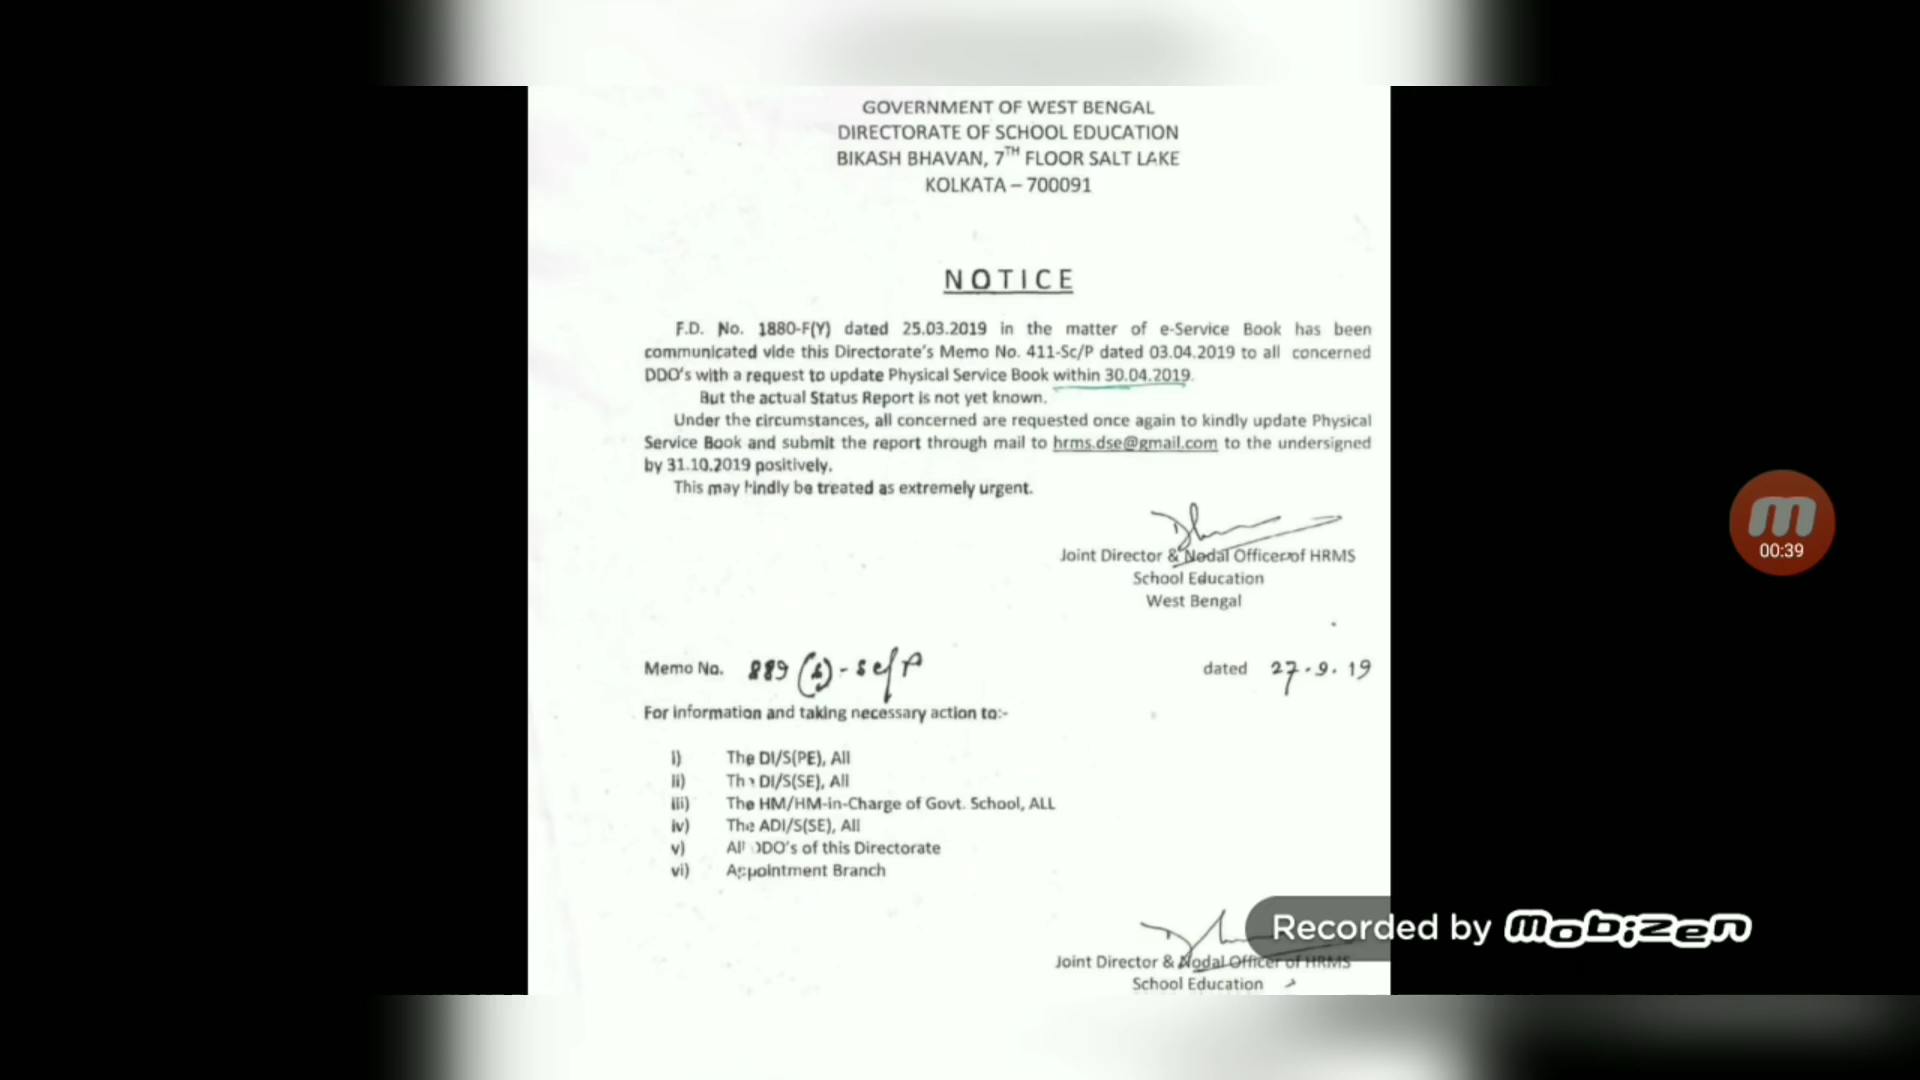 GOVERNMENT OF WEST BENGAL
DIRECTORATE OF SCHOOL EDUCATION
BIKASH BHAVAN, 7TH FLOOR SALT LAKE
KOLKATA – 700091
NOTICE
F.D. No. 1880-F(Y) dated 25.03.2019 in the matter of e-Service Book has been
communicated vide this Directorate's Memo No. 411-Sc/P dated 03.04.2019 to all concerned
DDO's with a request to update Physical Service Book within 30.04.2019.
But the actual Status Report is not yet known.
Under the circumstances, all concerned are requested once again to kindly update Physical
Service Book and submit the report through mail to hrms.dse@gmail.com to the undersigned
by 31.10.2019 positively.
This may kindly be treated as extremely urgent.
Joint Director & Nodal Officer of HRMS
School Education
West Bengal
Memo No. 889 - Sc/P dated 27.9.19
For information and taking necessary action to:-
i) The DI/S(PE), All
ii) The DI/S(SE), All
iii) The HM/HM-in-Charge of Govt. School, ALL
iv) The ADI/S(SE), All
v) All DDO's of this Directorate
vi) Appointment Branch
Joint Director & Nodal Officer of HRMS
School Education
00:39
Recorded by mobizen